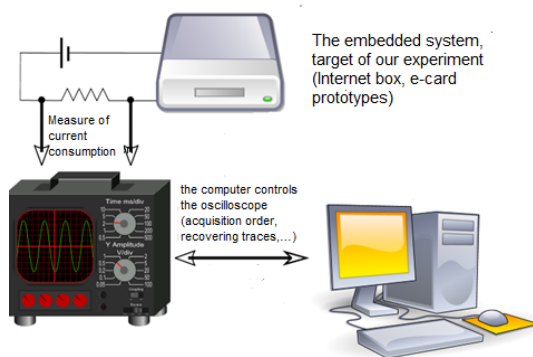 The embedded system,
target of our experiment
(Internet box, e-card
prototypes)
Measure of
current
consumption
the computer controls
the oscilloscope
(acquisition order,
recovering traces,...)
Time ms/div
Y Amplitude
V/div